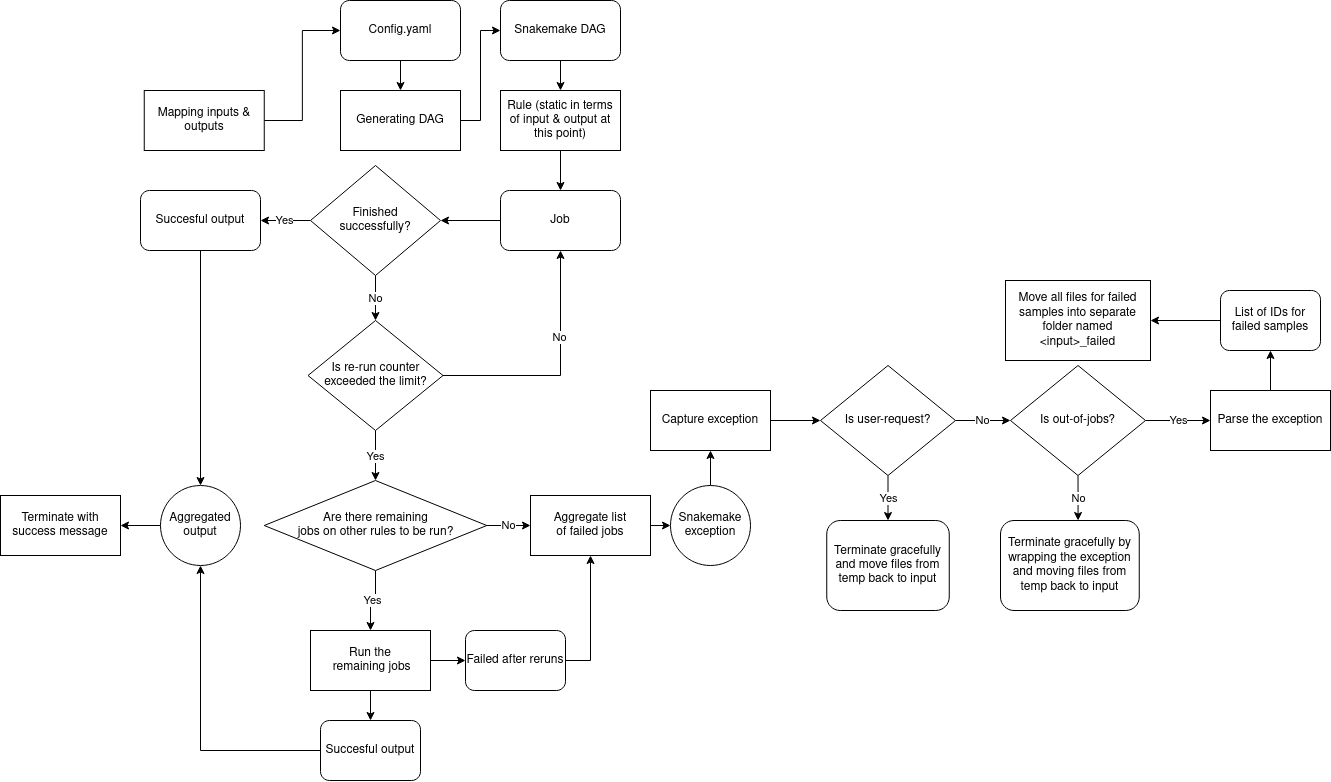 Config.yaml
Snakemake DAG
Mapping inputs &
outputs
Generating DAG
Rule (static in terms
of input & output at
this point)
Succesful output
Yes
Finished
successfully?
Job
No
Is re-run counter
exceeded the limit?
No
Yes
Terminate with
success message
Aggregated
output
Are there remaining
jobs on other rules to be run?
No
Aggregate list
of failed jobs
Snakemake
exception
Yes
Run the
remaining jobs
Failed after reruns
Succesful output
Capture exception
Is user-request?
No
Is out-of-jobs?
Yes
Parse the exception
Move all files for failed
samples into separate
folder named
<input>_failed
List of IDs for
failed samples
Yes
No
Terminate gracefully
and move files from
temp back to input
Terminate gracefully by
wrapping the exception
and moving files from
temp back to input